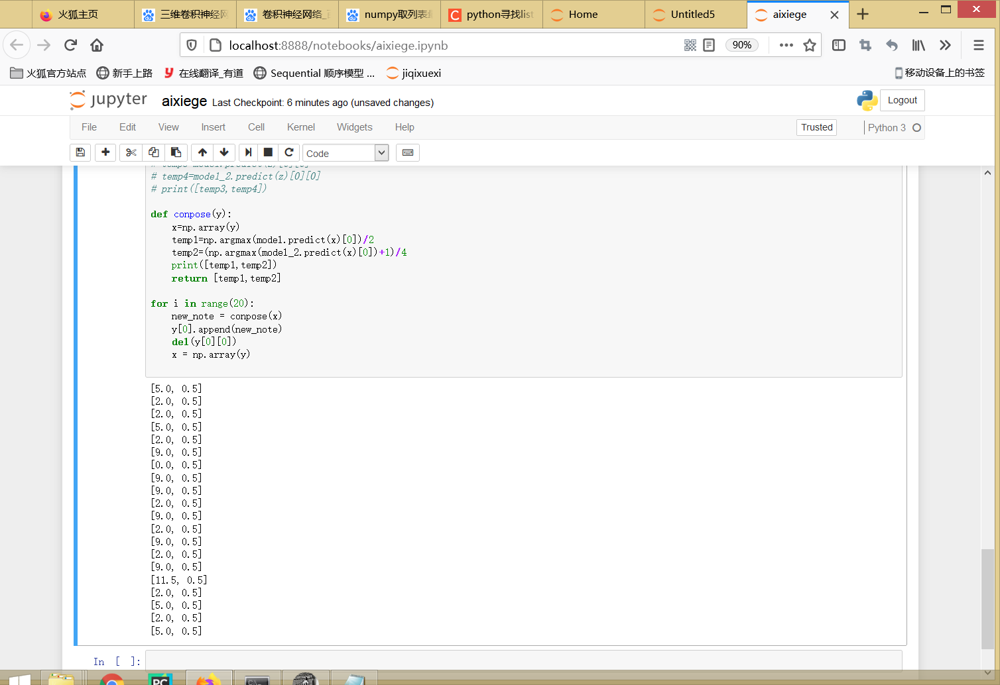 火狐主页
三维卷积神经网
卷积神经网络_
numpy取列表
python寻找list
Home
Untitled5
aixiege
localhost:8888/notebooks/aixiege.ipynb
90%
火狐官方站点
新手上路
在线翻译_有道
Sequential 顺序模型 ...
jiqixuexi
移动设备上的书签
jupyter
aixiege
Last Checkpoint: 6 minutes ago (unsaved changes)
Logout
File
Edit
View
Insert
Cell
Kernel
Widgets
Help
Trusted
Python 3
Code
# temp4=model_2.predict(z)[0][0]
# print([temp3,temp4])
def conpose(y):
x=np.array(y)
temp1=np.argmax(model.predict(x)[0])/2
temp2=(np.argmax(model_2.predict(x)[0])+1)/4
print([temp1,temp2])
return [temp1,temp2]
for i in range(20):
new_note = conpose(x)
y[0].append(new_note)
del(y[0][0])
x = np.array(y)
[5.0, 0.5]
[2.0, 0.5]
[2.0, 0.5]
[5.0, 0.5]
[2.0, 0.5]
[9.0, 0.5]
[0.0, 0.5]
[9.0, 0.5]
[9.0, 0.5]
[2.0, 0.5]
[9.0, 0.5]
[2.0, 0.5]
[9.0, 0.5]
[2.0, 0.5]
[9.0, 0.5]
[11.5, 0.5]
[2.0, 0.5]
[5.0, 0.5]
[2.0, 0.5]
[5.0, 0.5]
In [ ]:
PC